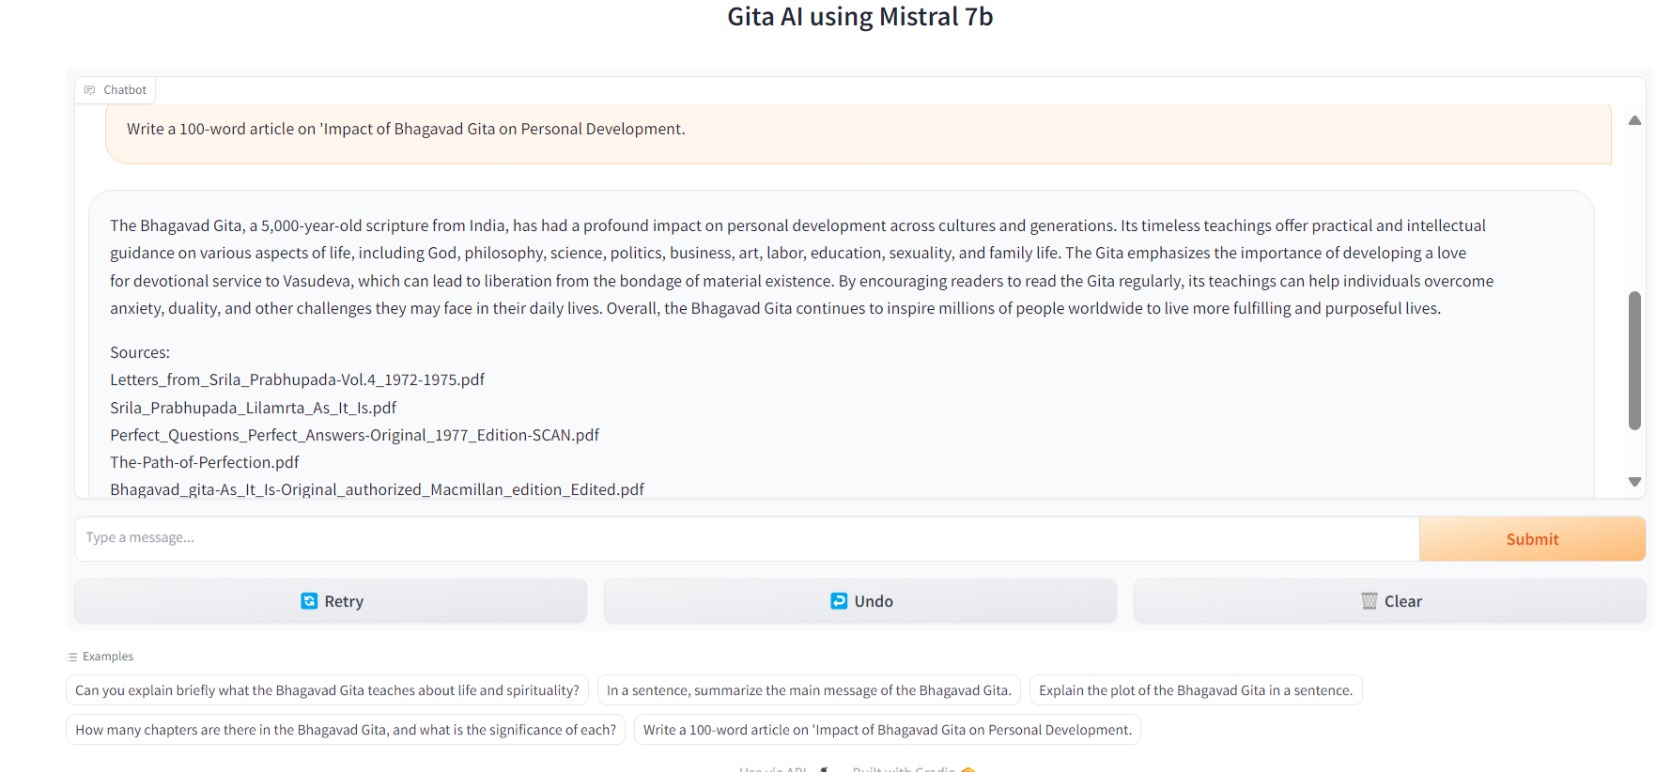 Gita AI using Mistral 7b
Chatbot
Write a 100-word article on 'Impact of Bhagavad Gita on Personal Development.
The Bhagavad Gita, a 5,000-year-old scripture from India, has had a profound impact on personal development across cultures and generations. Its timeless teachings offer practical and intellectual
guidance on various aspects of life, including God, philosophy, science, politics, business, art, labor, education, sexuality, and family life. The Gita emphasizes the importance of developing a love
for devotional service to Vasudeva, which can lead to liberation from the bondage of material existence. By encouraging readers to read the Gita regularly, its teachings can help individuals overcome
anxiety, duality, and other challenges they may face in their daily lives. Overall, the Bhagavad Gita continues to inspire millions of people worldwide to live more fulfilling and purposeful lives.
Sources:
Letters_from_Srila_Prabhupada-Vol.4_1972-1975.pdf
Srila_Prabhupada_Lilamrta_As_It_Is.pdf
Perfect_Questions_Perfect_Answers-Original_1977_Edition-SCAN.pdf
The-Path-of-Perfection.pdf
Bhagavad_gita-As_It_Is-Original_authorized_Macmillan_edition_Edited.pdf
Type a message...
Submit
Retry
Undo
Clear
Examples
Can you explain briefly what the Bhagavad Gita teaches about life and spirituality?
In a sentence, summarize the main message of the Bhagavad Gita.
Explain the plot of the Bhagavad Gita in a sentence.
How many chapters are there in the Bhagavad Gita, and what is the significance of each?
Write a 100-word article on 'Impact of Bhagavad Gita on Personal Development.
Use via API
Built with Gradio